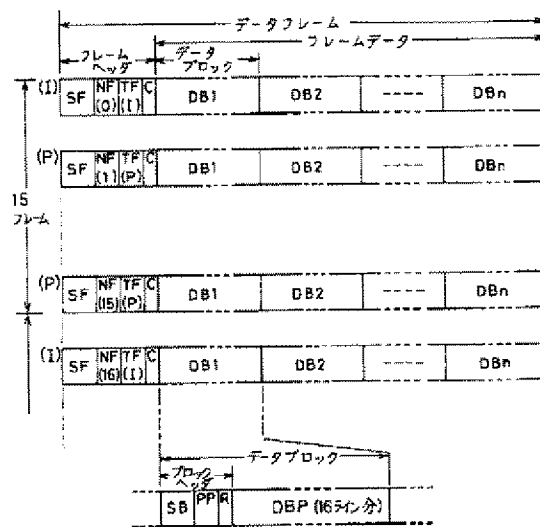 データフレーム
フレームデータ
フレームヘッダ データブロック
(I) SF NF(0) TF(I) C DB1 DB2 DBn
(P) SF NF(1) TF(P) C DB1 DB2 DBn
15フレーム
(P) SF NF(15) TF(P) C DB1 DB2 DBn
(I) SF NF(16) TF(I) C DB1 DB2 DBn
データブロック
ブロックヘッダ
SB PP R DBP (16ライン分)